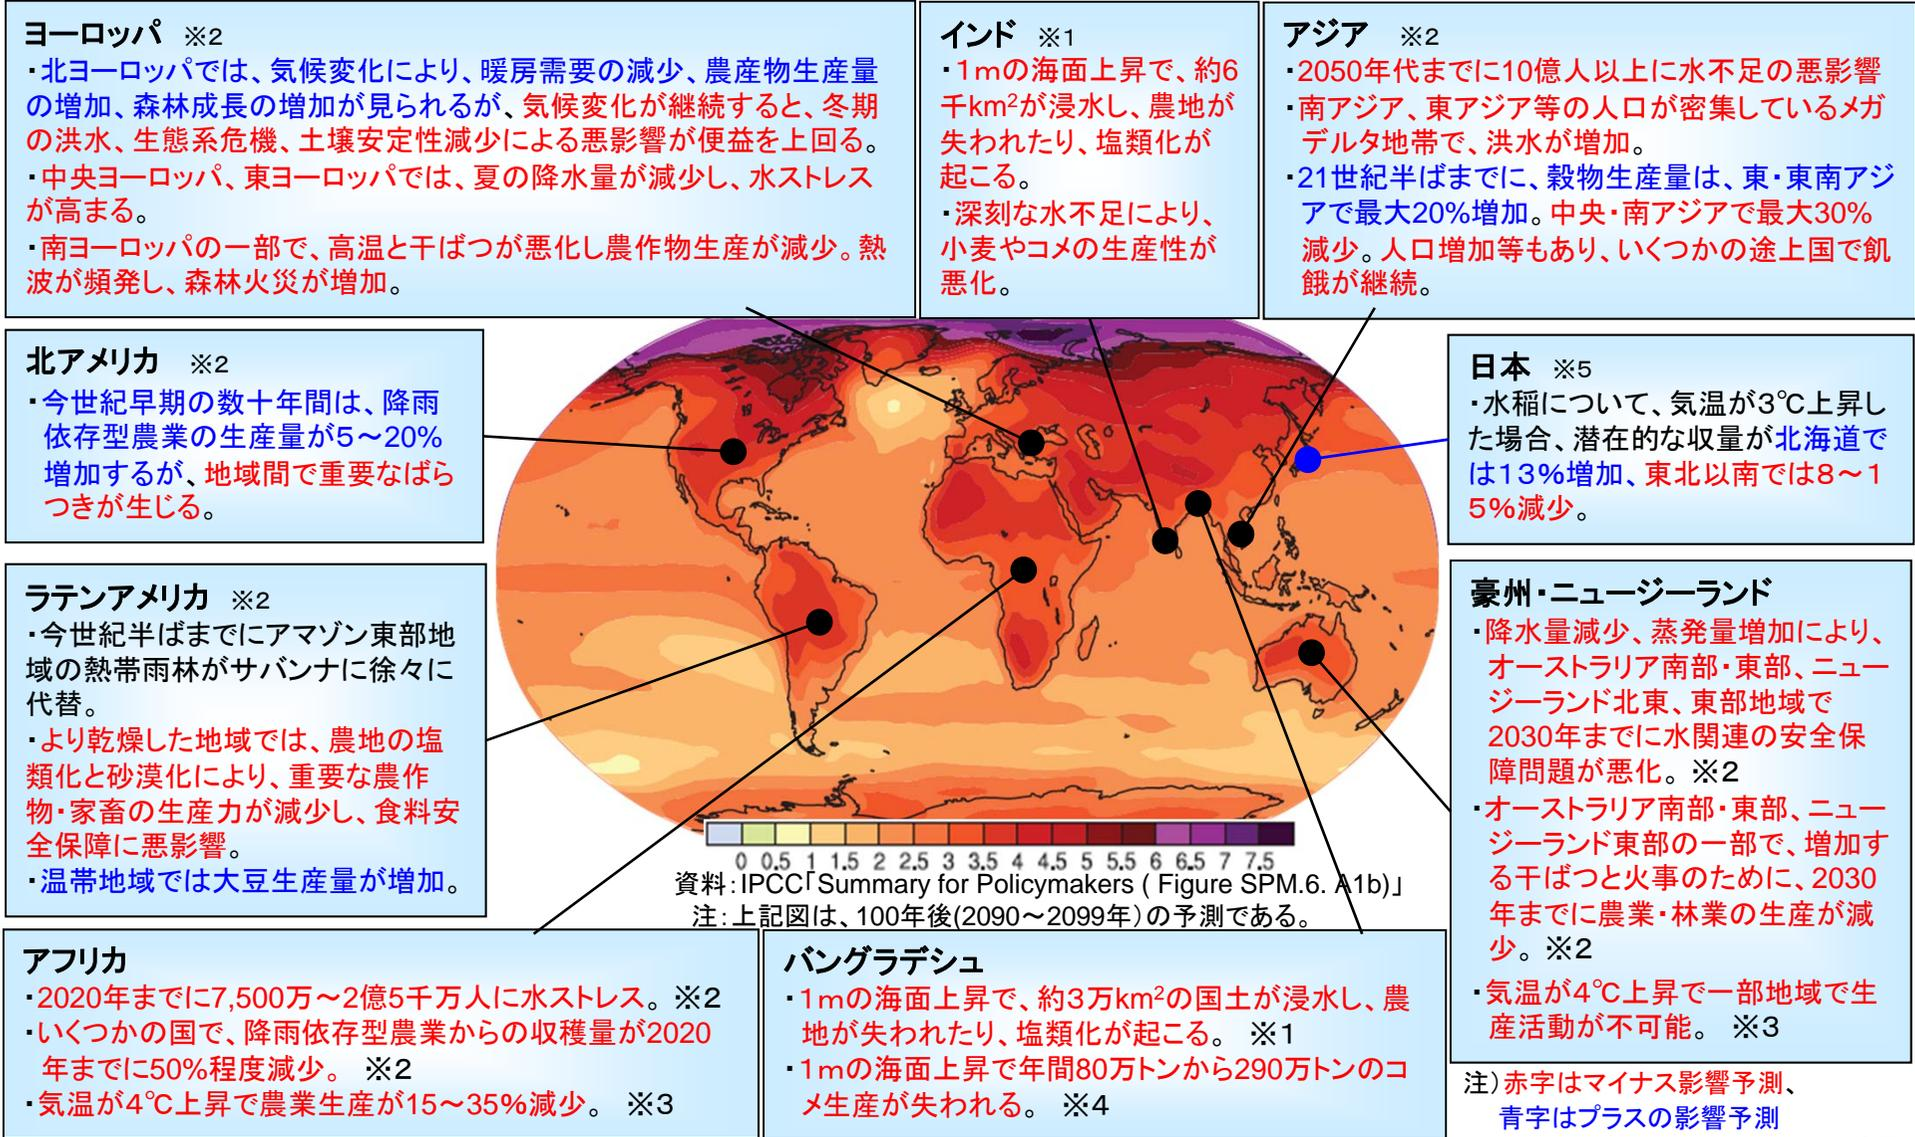 ヨーロッパ ※2
・北ヨーロッパでは、気候変化により、暖房需要の減少、農産物生産量
の増加、森林成長の増加が見られるが、気候変化が継続すると、冬期
の洪水、生態系危機、土壌安定性減少による悪影響が便益を上回る。
・中央ヨーロッパ、東ヨーロッパでは、夏の降水量が減少し、水ストレス
が高まる。
・南ヨーロッパの一部で、高温と干ばつが悪化し農作物生産が減少。熱
波が頻発し、森林火災が増加。
インド ※1
・1mの海面上昇で、約6
千km²が浸水し、農地が
失われたり、塩類化が
起こる。
・深刻な水不足により、
小麦やコメの生産性が
悪化。
アジア ※2
・2050年代までに10億人以上に水不足の悪影響
・南アジア、東アジア等の人口が密集しているメガ
デルタ地帯で、洪水が増加。
・21世紀半ばまでに、穀物生産量は、東・東南アジ
アで最大20%増加。中央・南アジアで最大30%
減少。人口増加等もあり、いくつかの途上国で飢
餓が継続。
北アメリカ ※2
・今世紀早期の数十年間は、降雨
依存型農業の生産量が5～20%
増加するが、地域間で重要なばら
つきが生じる。
日本 ※5
・水稲について、気温が3℃上昇し
た場合、潜在的な収量が北海道で
は13%増加、東北以南では8～1
5%減少。
ラテンアメリカ ※2
・今世紀半ばまでにアマゾン東部地
域の熱帯雨林がサバンナに徐々に
代替。
・より乾燥した地域では、農地の塩
類化と砂漠化により、重要な農作
物・家畜の生産力が減少し、食料安
全保障に悪影響。
・温帯地域では大豆生産量が増加。
豪州・ニュージーランド
・降水量減少、蒸発量増加により、
オーストラリア南部・東部、ニュー
ジーランド北東、東部地域で
2030年までに水関連の安全保
障問題が悪化。※2
・オーストラリア南部・東部、ニュー
ジーランド東部の一部で、増加す
る干ばつと火事のために、2030
年までに農業・林業の生産が減
少。※2
・気温が4℃上昇で一部地域で生
産活動が不可能。 ※3
0 0.5 1 1.5 2 2.5 3 3.5 4 4.5 5 5.5 6 6.5 7 7.5
資料:IPCC「Summary for Policymakers ( Figure SPM.6. A1b)」
注:上記図は、100年後(2090～2099年)の予測である。
アフリカ
・2020年までに7,500万～2億5千万人に水ストレス。※2
・いくつかの国で、降雨依存型農業からの収穫量が2020
年までに50%程度減少。 ※2
・気温が4℃上昇で農業生産が15～35%減少。 ※3
バングラデシュ
・1mの海面上昇で、約3万km²の国土が浸水し、農
地が失われたり、塩類化が起こる。 ※1
・1mの海面上昇で年間80万トンから290万トンのコ
メ生産が失われる。 ※4
注)赤字はマイナス影響予測、
青字はプラスの影響予測